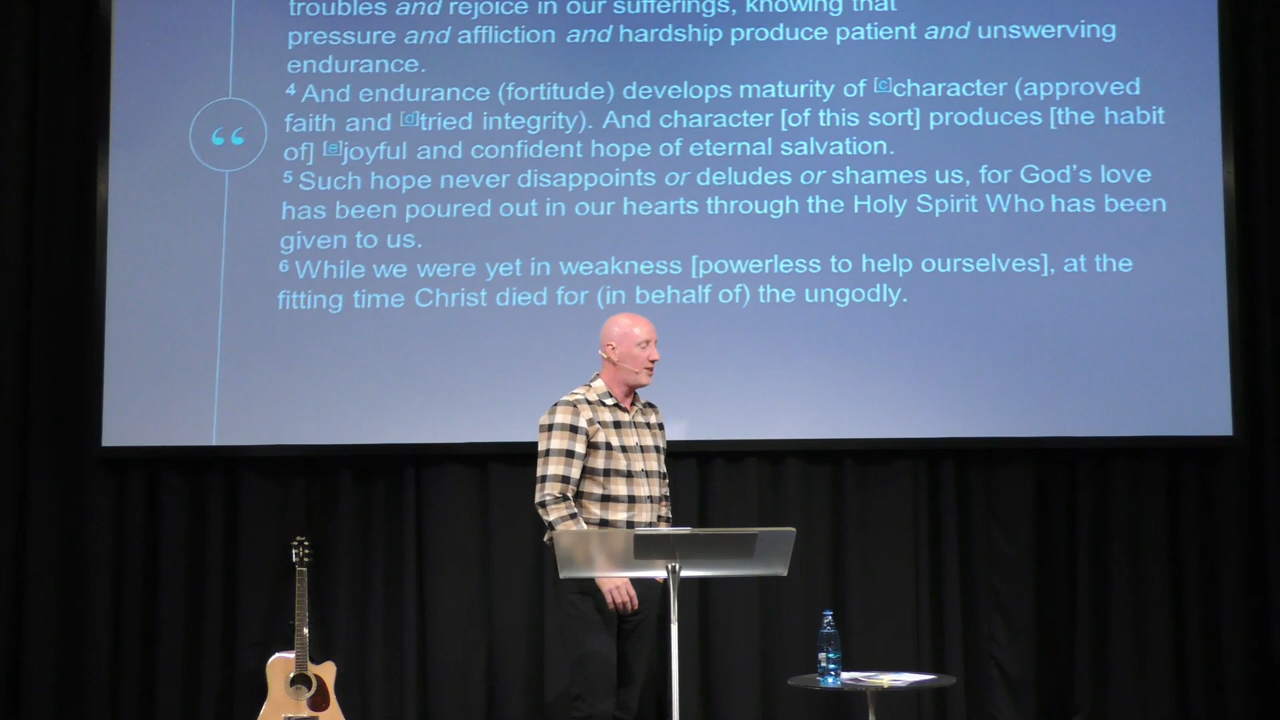 troubles and rejoice in our sufferings, knowing that
pressure and affliction and hardship produce patient and unswerving
endurance.
4 And endurance (fortitude) develops maturity of [c]character (approved
faith and [d]tried integrity). And character [of this sort] produces [the habit
of] [e]joyful and confident hope of eternal salvation.
5 Such hope never disappoints or deludes or shames us, for God's love
has been poured out in our hearts through the Holy Spirit Who has been
given to us.
6 While we were yet in weakness [powerless to help ourselves], at the
fitting time Christ died for (in behalf of) the ungodly.